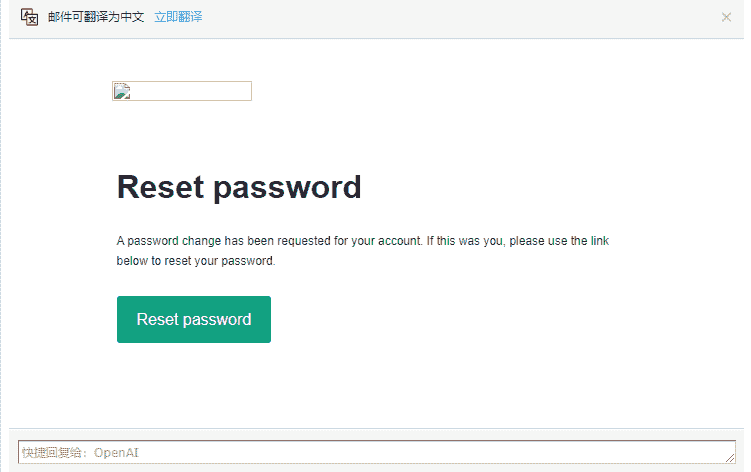 邮件可翻译为中文 立即翻译
Reset password
A password change has been requested for your account. If this was you, please use the link
below to reset your password.
Reset password
快捷回复给：OpenAI